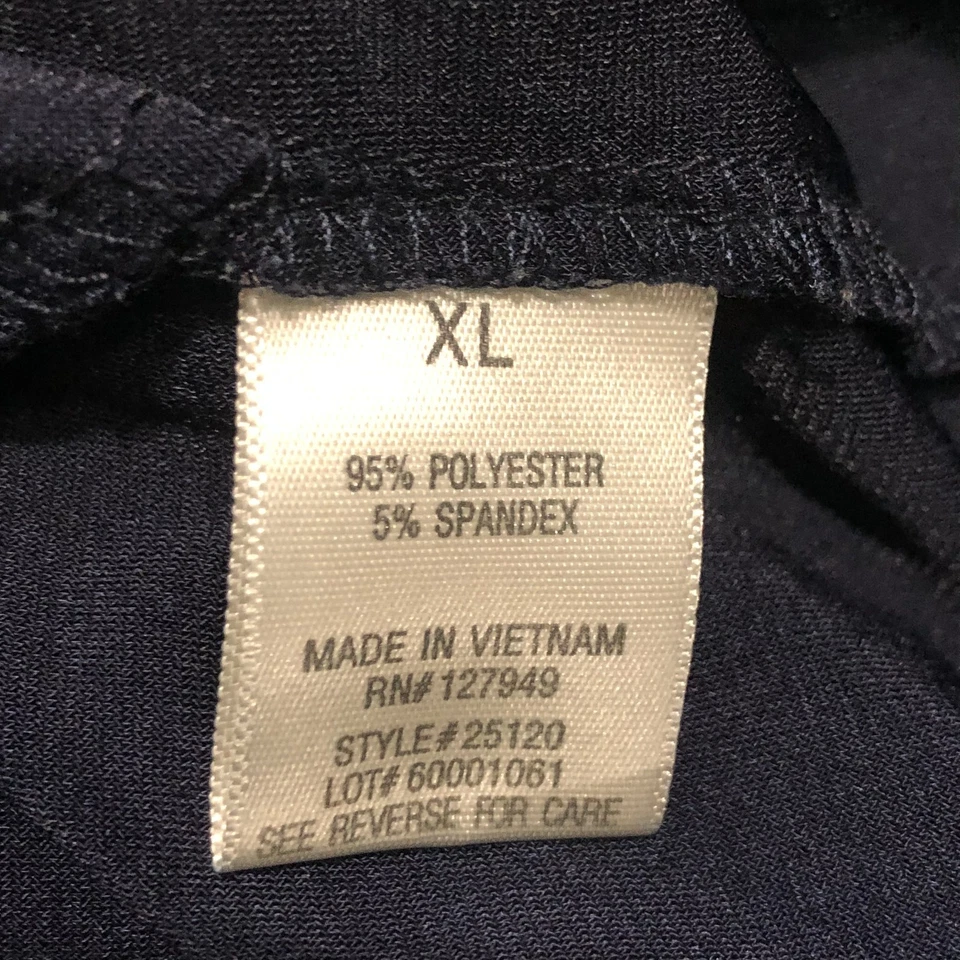 XL
95% POLYESTER
5% SPANDEX
MADE IN VIETNAM
RN# 127949
STYLE# 25120
LOT# 60001061
SEE REVERSE FOR CARE